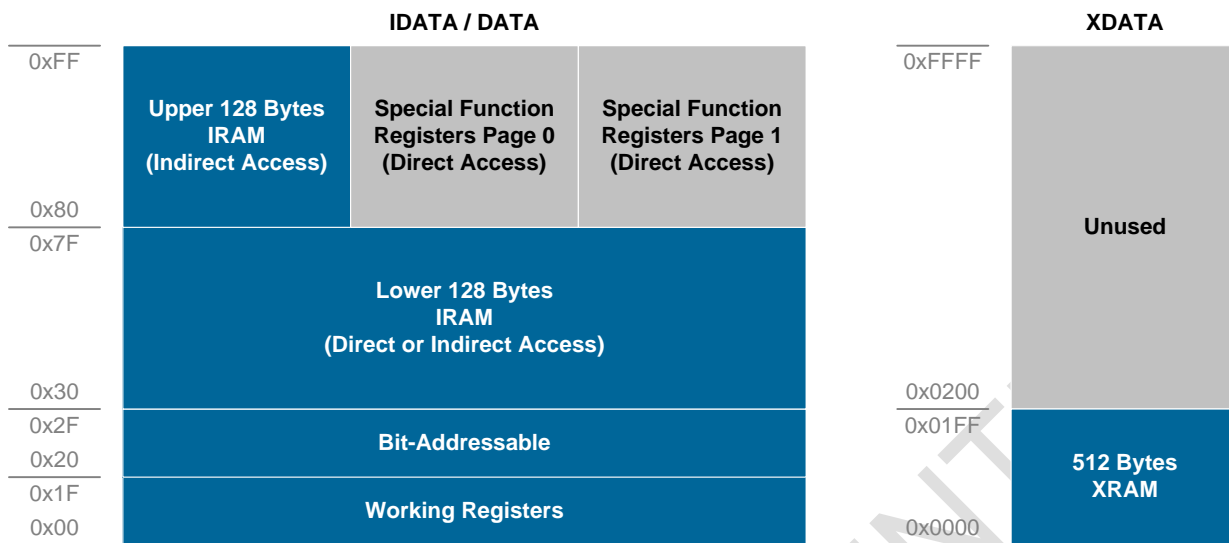 IDATA / DATA
XDATA
0xFF
Upper 128 Bytes
IRAM
(Indirect Access)
Special Function
Registers Page 0
(Direct Access)
Special Function
Registers Page 1
(Direct Access)
0x80
0x7F
Lower 128 Bytes
IRAM
(Direct or Indirect Access)
0x30
0x2F
Bit-Addressable
0x20
0x1F
Working Registers
0x00
0xFFFF
Unused
0x0200
0x01FF
512 Bytes
XRAM
0x0000